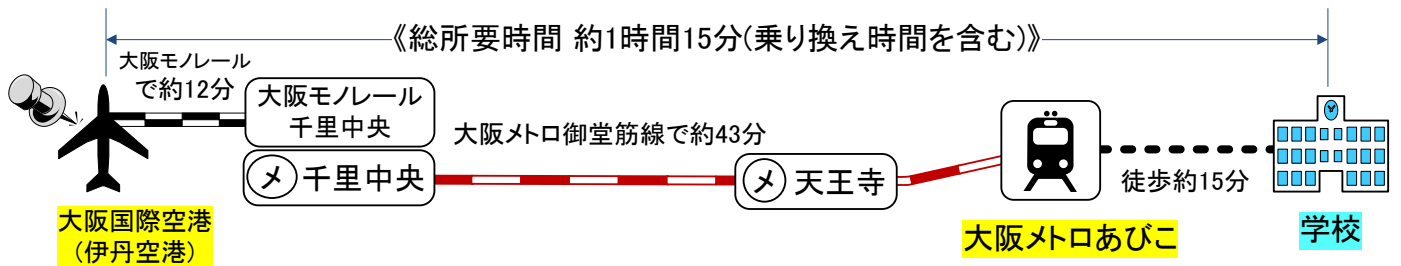 《総所要時間 約1時間15分(乗り換え時間を含む)》
大阪モノレール
で約12分
大阪モノレール
千里中央
大阪メトロ御堂筋線で約43分
メ 千里中央
メ 天王寺
徒歩約15分
大阪国際空港
（伊丹空港）
大阪メトロあびこ
学校